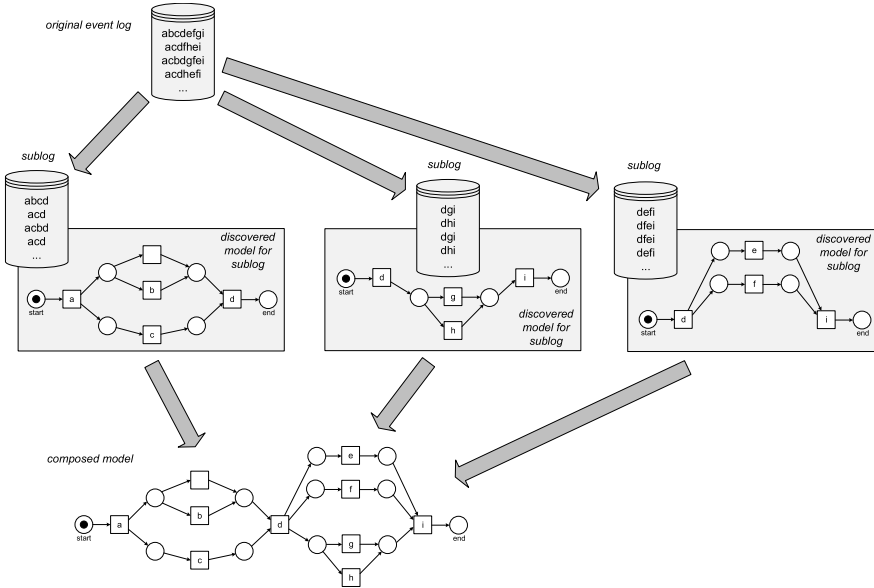 original event log
abcdefgi
acdfhei
acbdgfei
acdhefi
...
sublog
abcd
acd
acbd
acd
...
discovered
model for
sublog
a
b
c
d
start
end
sublog
dgi
dhi
dgi
dhi
...
d
g
h
i
start
end
discovered
model for
sublog
sublog
defi
dfei
dfei
defi
...
discovered
model for
sublog
e
f
d
i
start
end
composed model
a
b
c
d
e
f
g
h
i
start
end